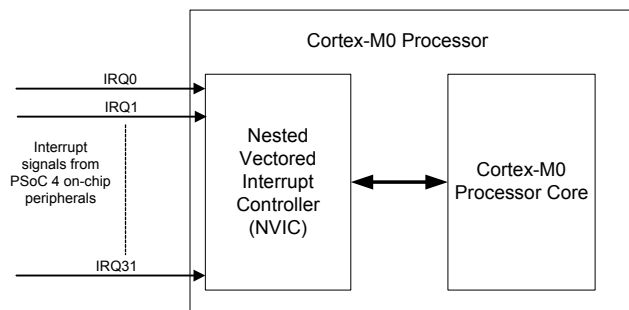 Cortex-M0 Processor
IRQ0
IRQ1
Interrupt
signals from
PSoC 4 on-chip
peripherals
IRQ31
Nested
Vectored
Interrupt
Controller
(NVIC)
Cortex-M0
Processor Core